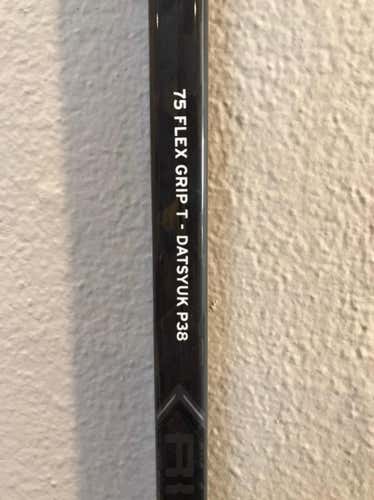 75 FLEX GRIP T - DATSYUK P38